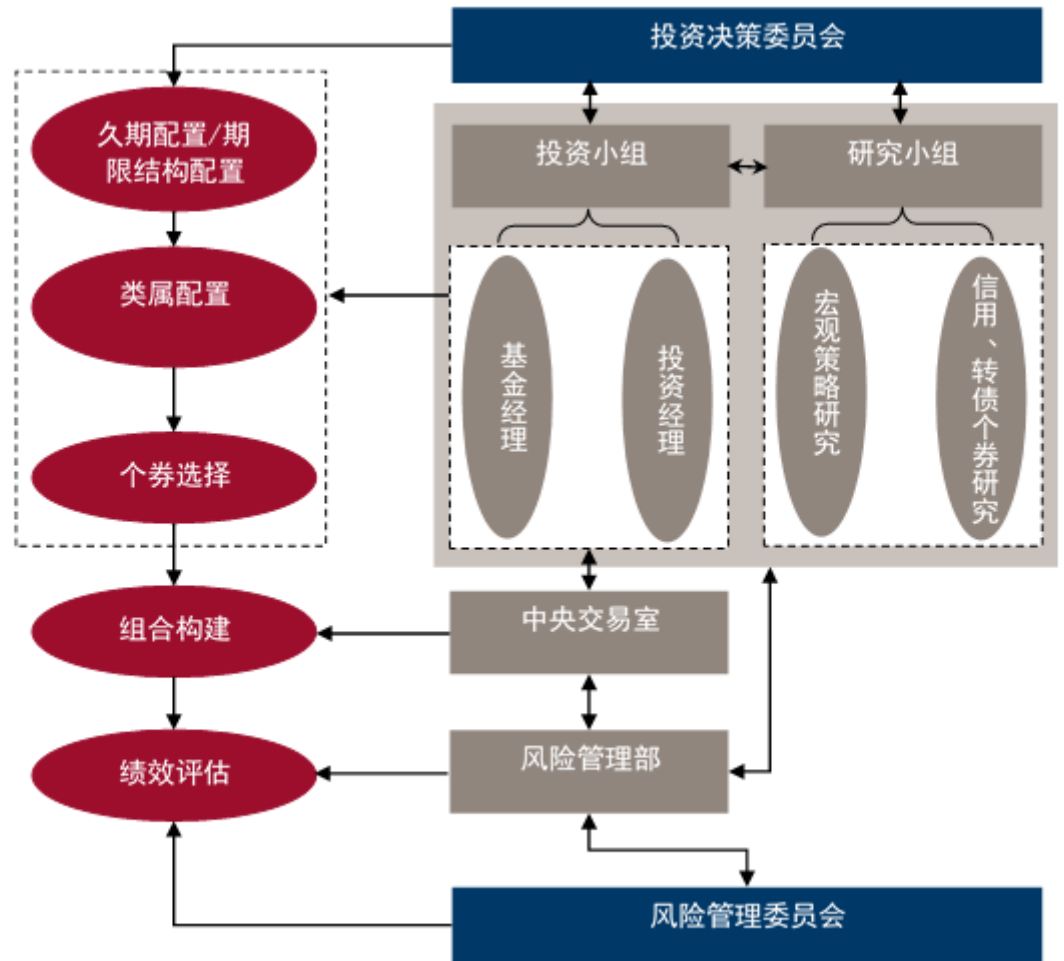 投资决策委员会
久期配置/期
限结构配置
投资小组
研究小组
类属配置
基金经理
投资经理
宏观策略研究
信用、转债个券研究
个券选择
组合构建
中央交易室
绩效评估
风险管理部
风险管理委员会